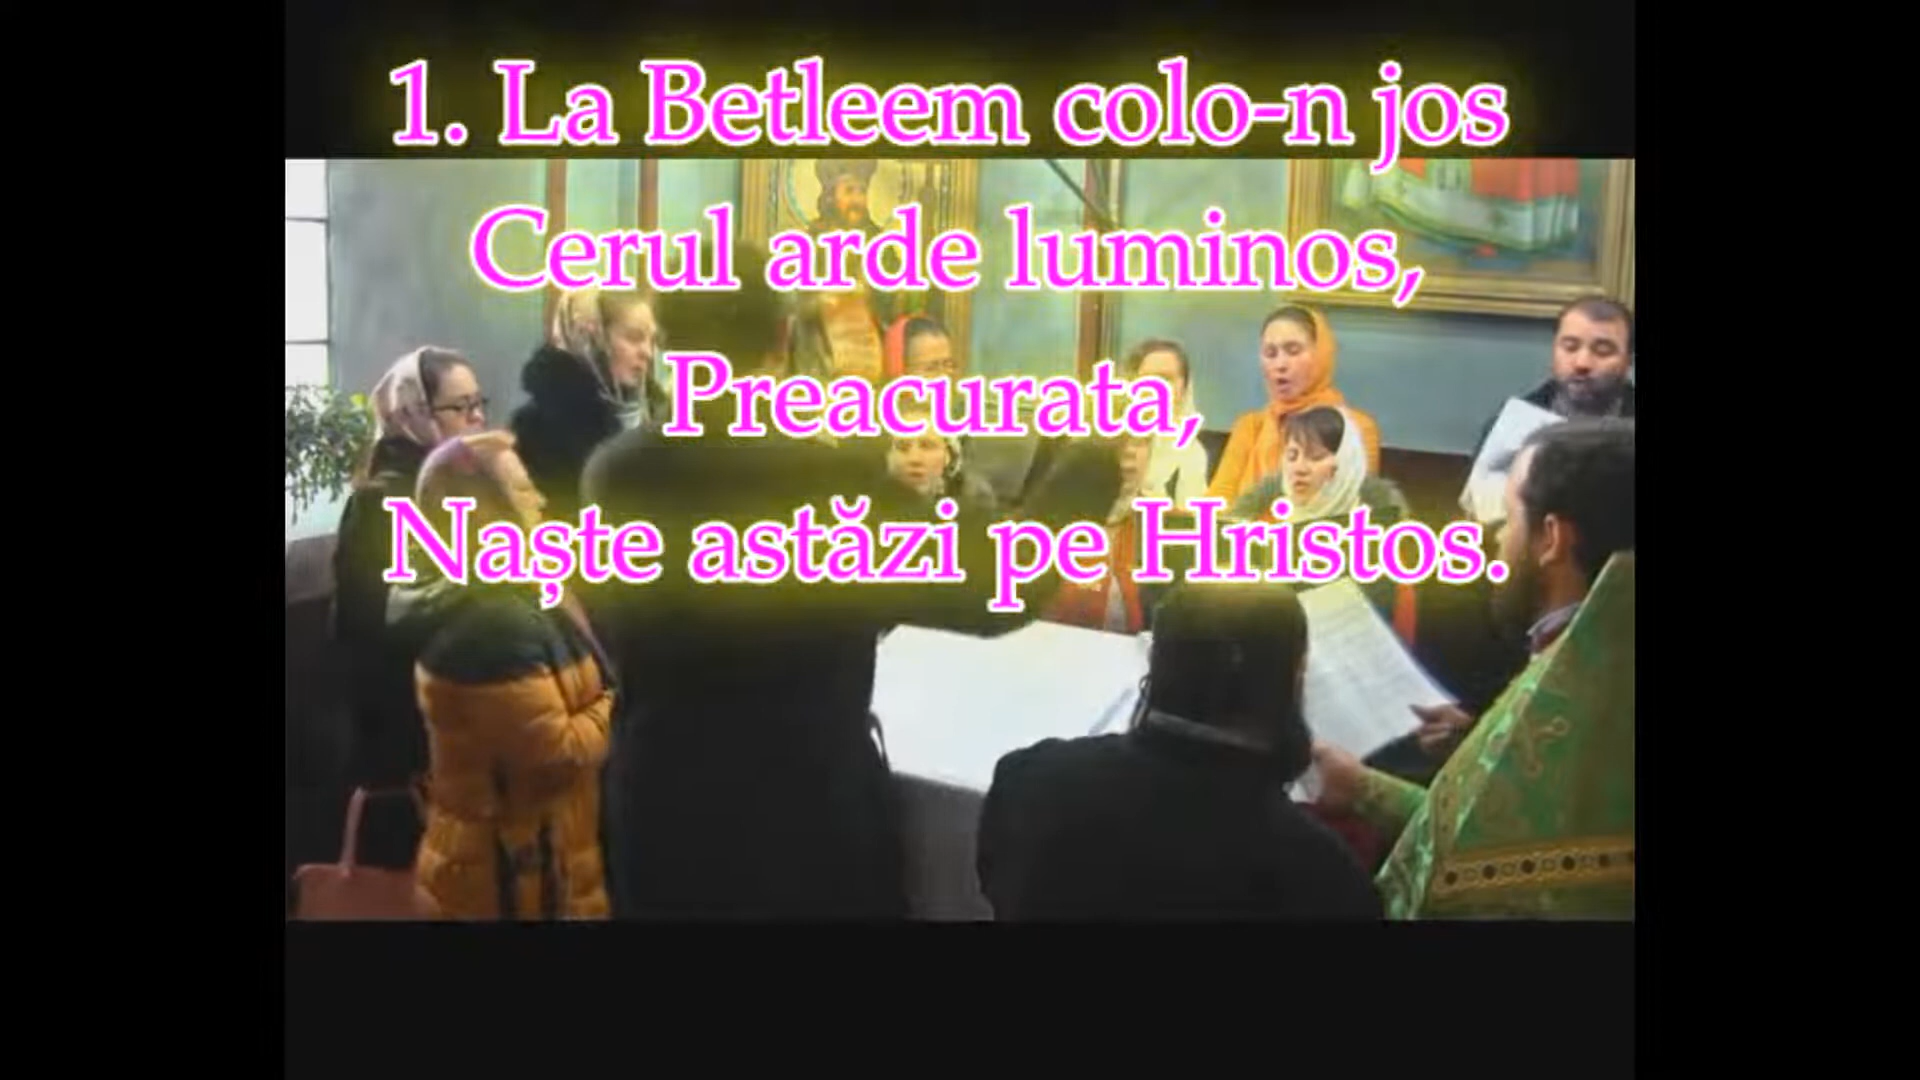 1. La Betleem colo-n jos
Cerul arde luminos,
Preacurata,
Naște astăzi pe Hristos.